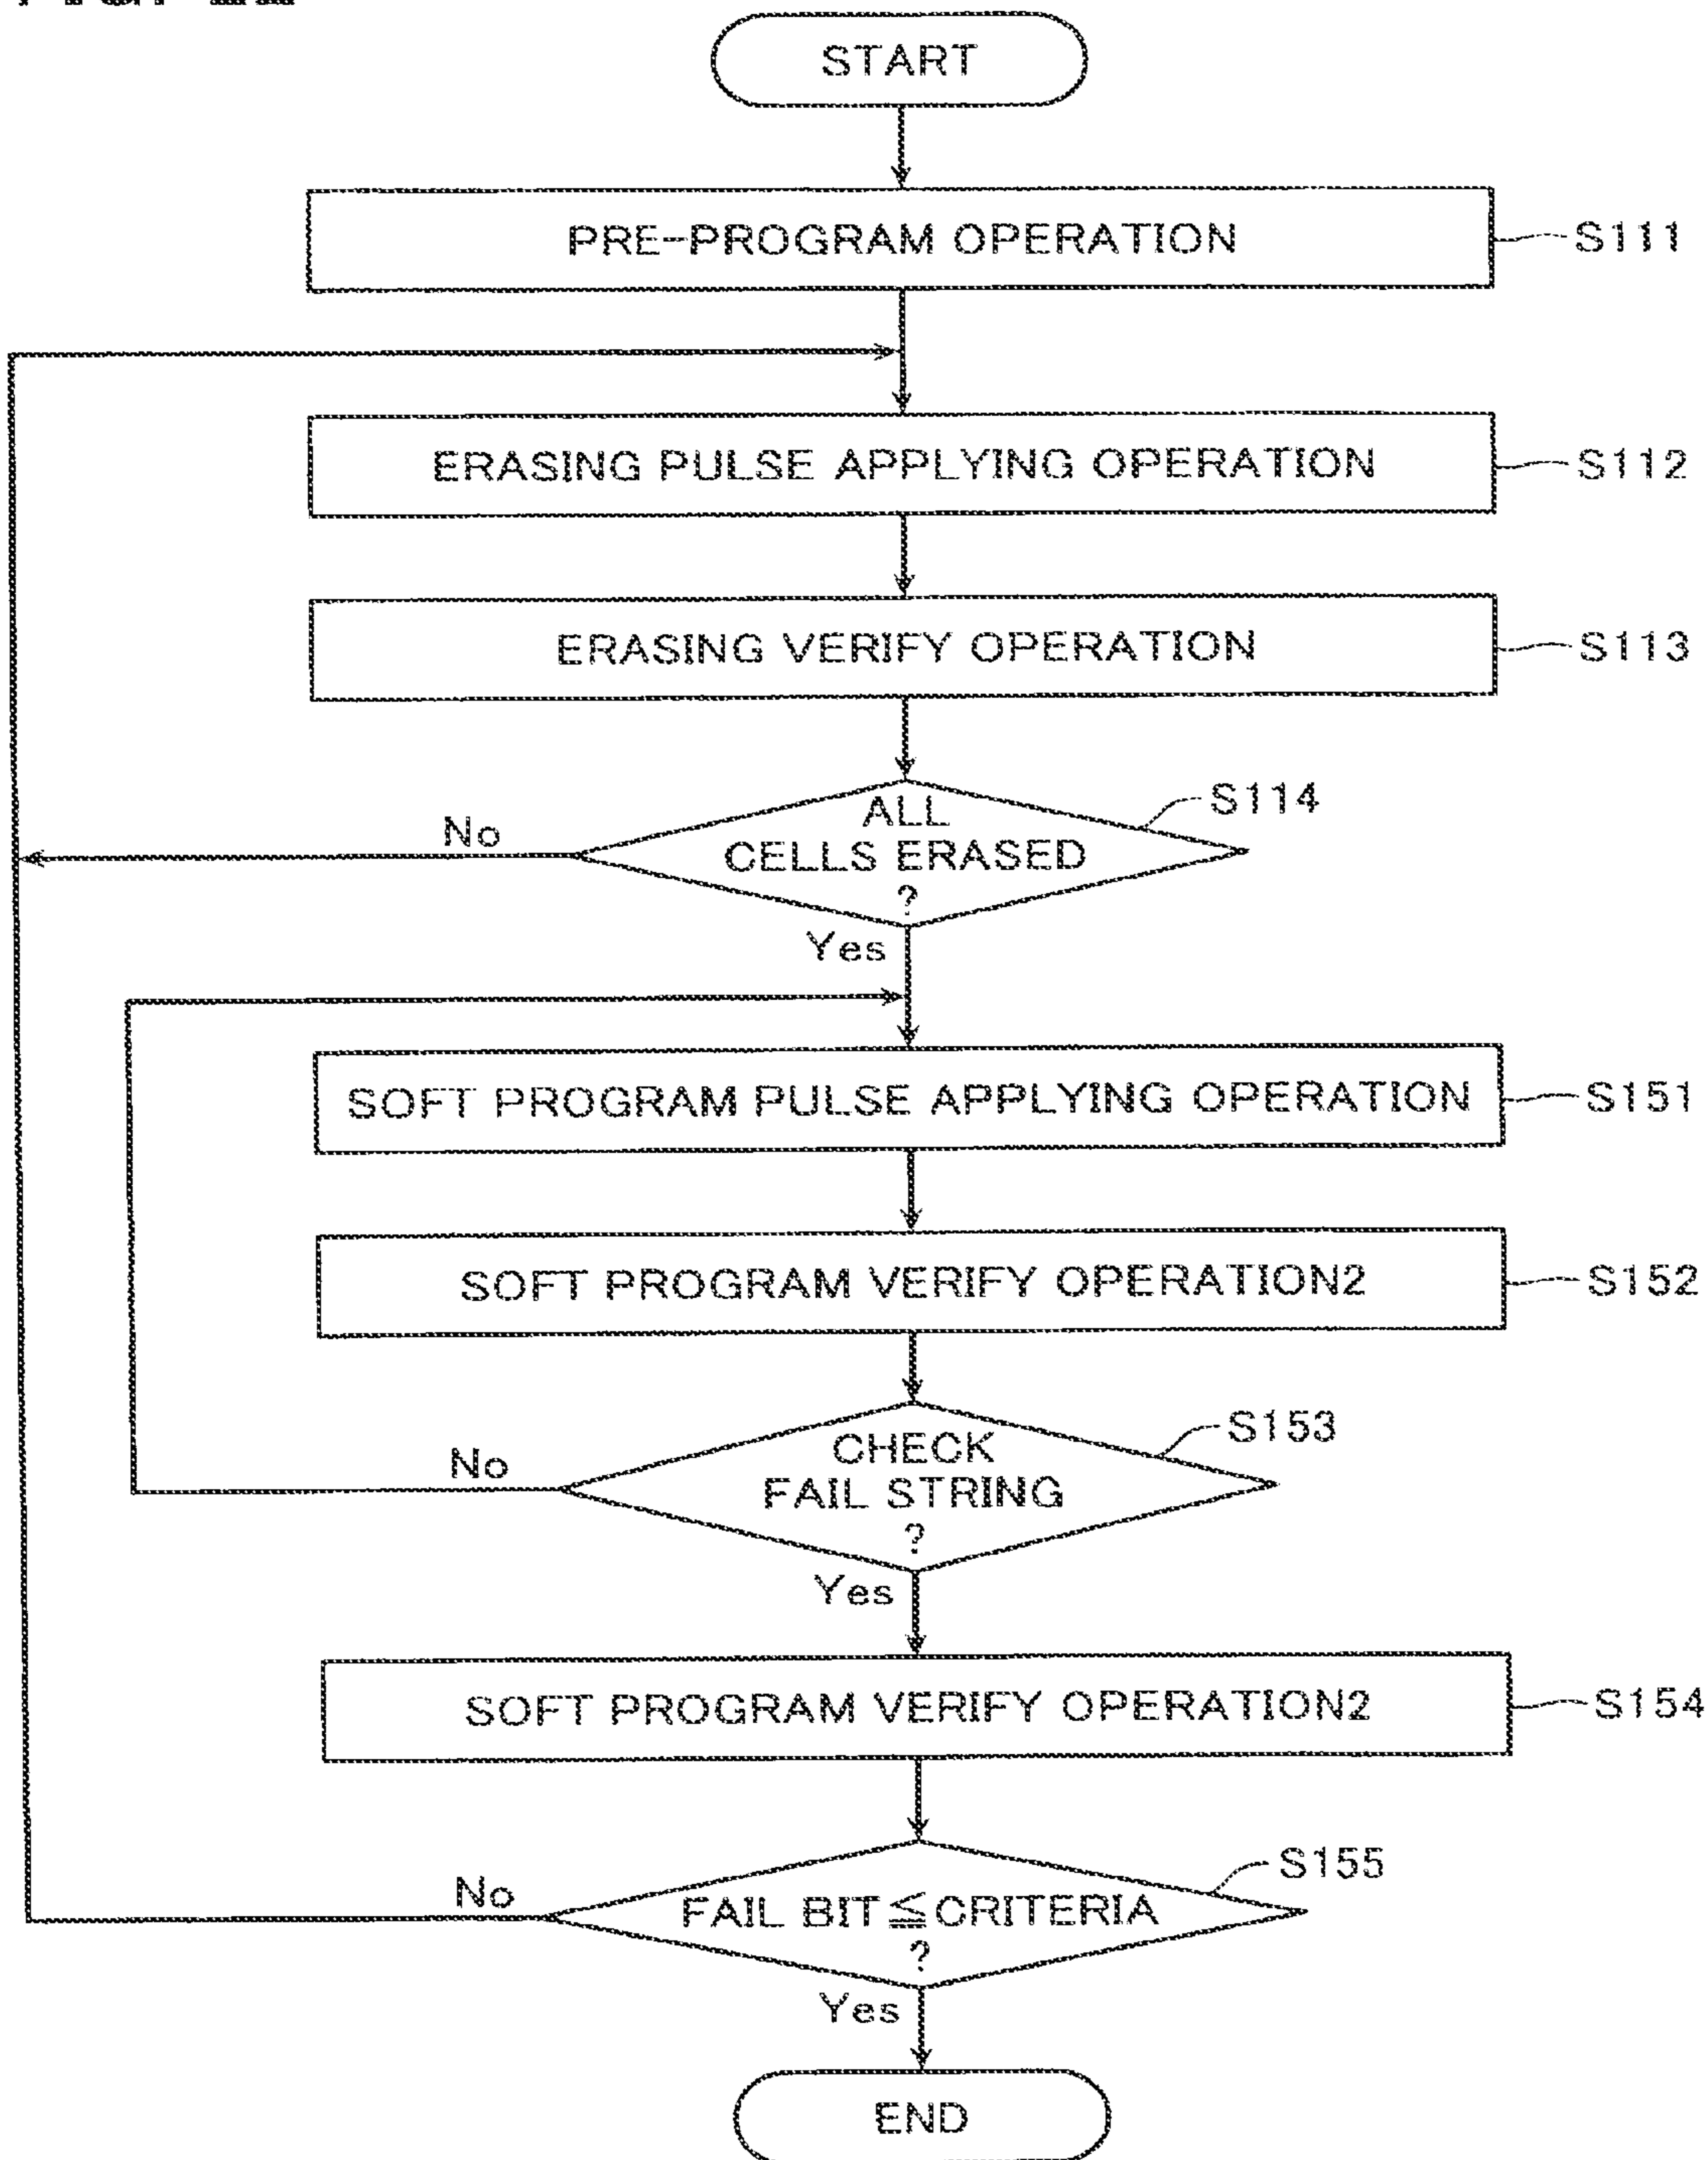 START
PRE-PROGRAM OPERATION
S111
ERASING PULSE APPLYING OPERATION
S112
ERASING VERIFY OPERATION
S113
S114
ALL
CELLS ERASED
?
No
Yes
SOFT PROGRAM PULSE APPLYING OPERATION
S151
SOFT PROGRAM VERIFY OPERATION2
S152
S153
CHECK
FAIL STRING
?
No
Yes
SOFT PROGRAM VERIFY OPERATION2
S154
S155
FAIL BIT≦CRITERIA
?
No
Yes
END